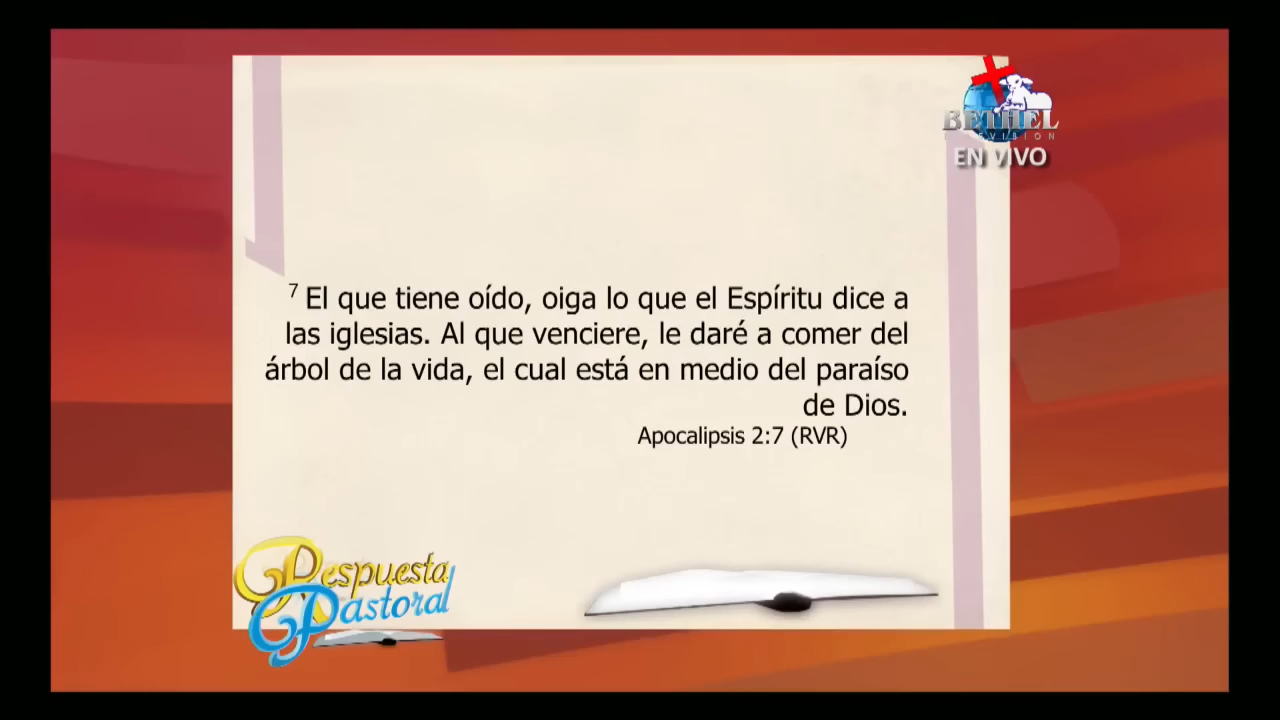 BETHEL
TELEVISIÓN
EN VIVO
7 El que tiene oído, oiga lo que el Espíritu dice a
las iglesias. Al que venciere, le daré a comer del
árbol de la vida, el cual está en medio del paraíso
de Dios.
Apocalipsis 2:7 (RVR)
Respuesta
Pastoral